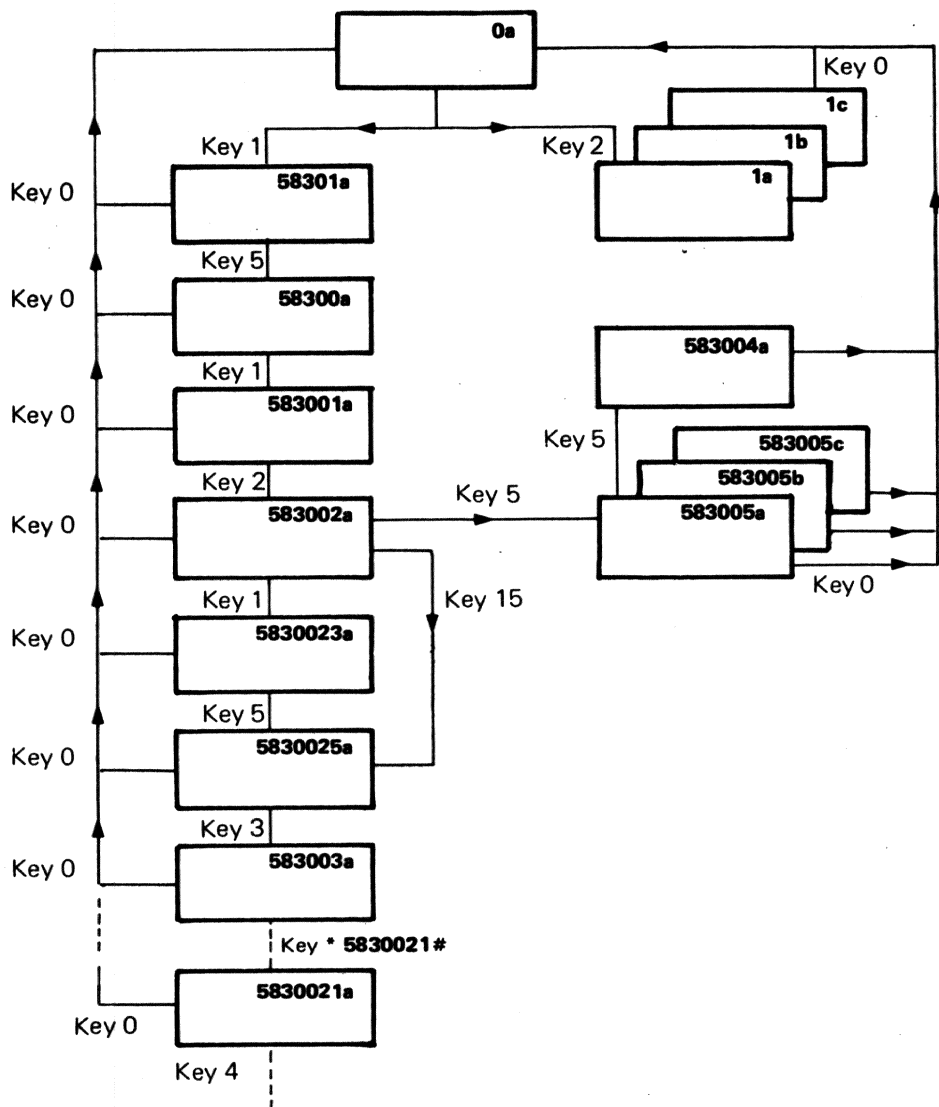 0a
Key 0
1c
1b
1a
Key 1
Key 2
Key 0
58301a
Key 5
Key 0
58300a
Key 1
583004a
Key 0
583001a
Key 5
583005c
583005b
583005a
Key 2
Key 5
Key 0
583002a
Key 0
Key 1
Key 15
Key 0
5830023a
Key 5
Key 0
5830025a
Key 3
Key 0
583003a
Key * 5830021#
5830021a
Key 0
Key 4